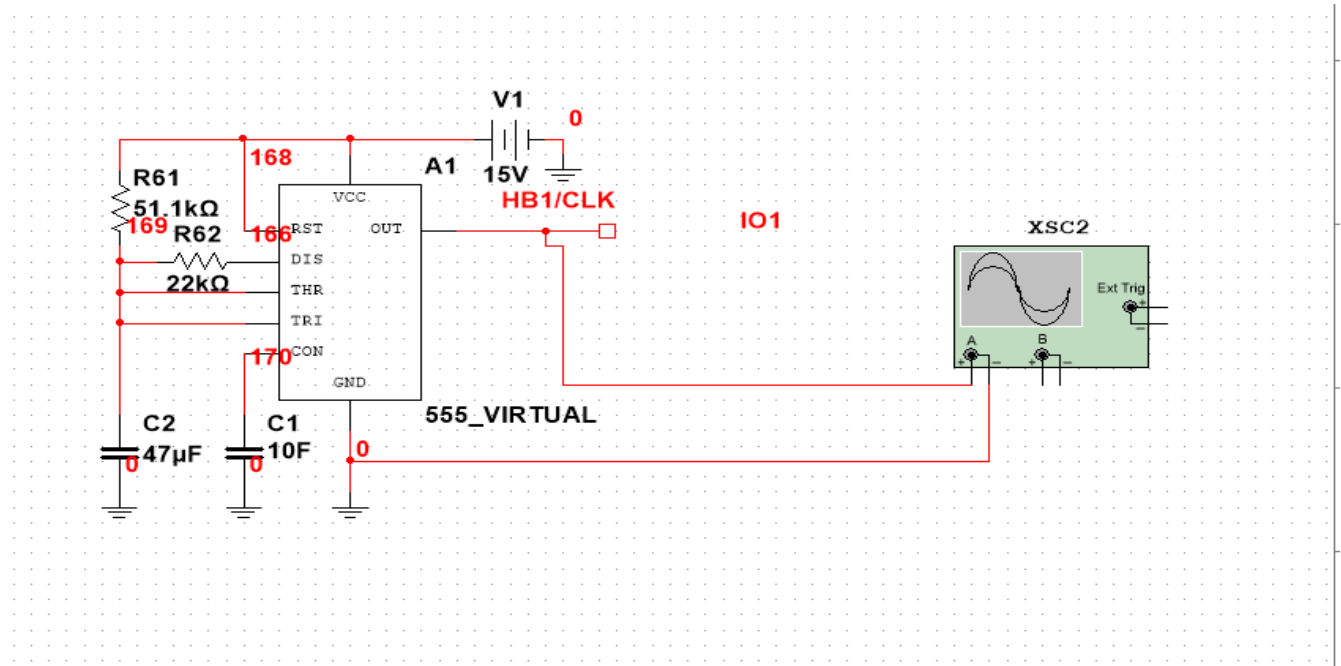 V1
0
168
A1
15V
R61
51.1kΩ
VCC
HB1/CLK
169
R62
166
RST
OUT
IO1
XSC2
DIS
22kΩ
THR
Ext Trig
+
TRI
_
A
B
170
CON
+
_
+
_
GND
C2
47µF
0
C1
10F
0
555_VIRTUAL
0